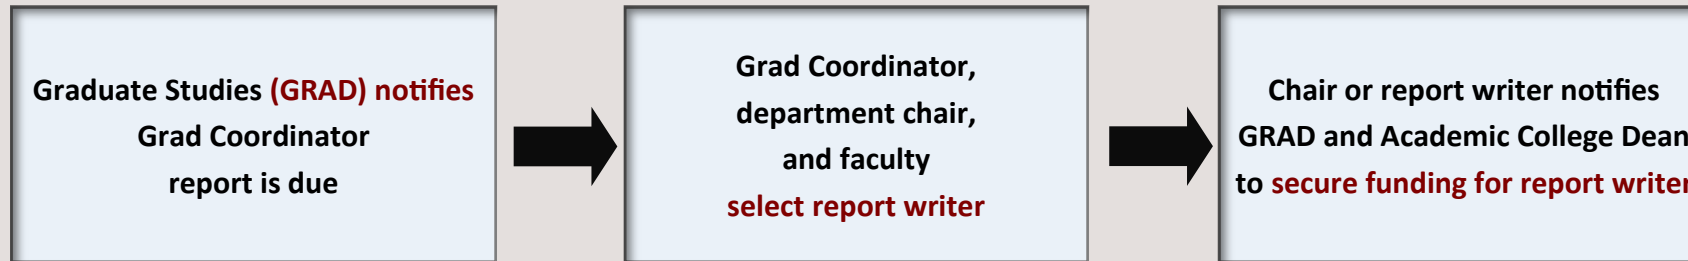 Graduate Studies (GRAD) notifies
Grad Coordinator
report is due
Grad Coordinator,
department chair,
and faculty
select report writer
Chair or report writer notifies
GRAD and Academic College Dean
to secure funding for report writer